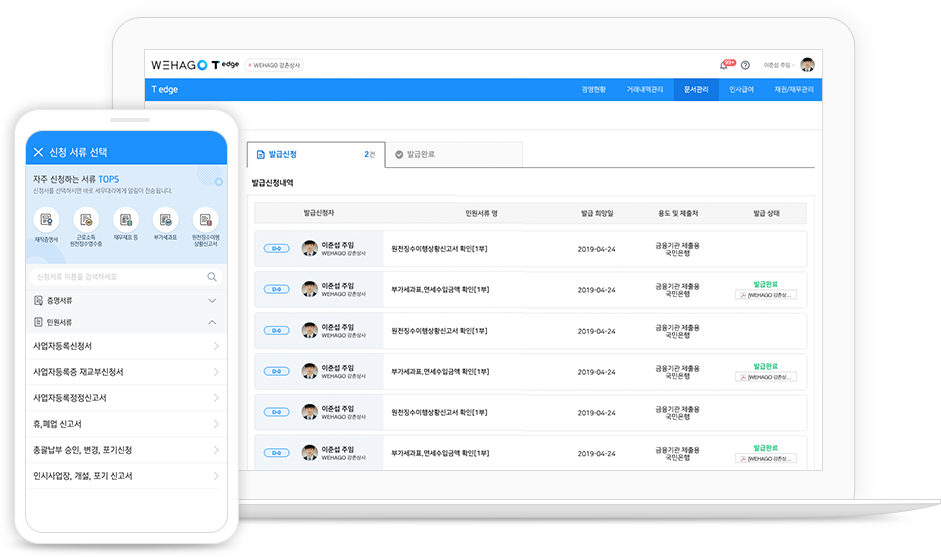 WEHAGO T edge
WEHAGO 강촌상사
99+
이준섭 주임
T edge
경영현황
거래내역관리
문서관리
인사급여
채권/채무관리
발급신청
2건
발급완료
발급신청내역
발급신청자
민원서류 명
발급 희망일
용도 및 제출처
발급 상태
D-0
이준섭 주임
WEHAGO 강촌상사
원천징수이행상황신고서 확인[1부]
2019-04-24
금융기관 제출용
국민은행
D-0
이준섭 주임
WEHAGO 강촌상사
부가세과표,면세수입금액 확인[1부]
2019-04-24
금융기관 제출용
국민은행
발급완료
[WEHAGO 강촌상...
D-0
이준섭 주임
WEHAGO 강촌상사
원천징수이행상황신고서 확인[1부]
2019-04-24
금융기관 제출용
국민은행
D-0
이준섭 주임
WEHAGO 강촌상사
부가세과표,면세수입금액 확인[1부]
2019-04-24
금융기관 제출용
국민은행
발급완료
[WEHAGO 강촌상...
D-0
이준섭 주임
WEHAGO 강촌상사
원천징수이행상황신고서 확인[1부]
2019-04-24
금융기관 제출용
국민은행
D-0
이준섭 주임
WEHAGO 강촌상사
부가세과표,면세수입금액 확인[1부]
2019-04-24
금융기관 제출용
국민은행
발급완료
[WEHAGO 강촌상...
신청 서류 선택
자주 신청하는 서류 TOP5
신청서를 선택하시면 바로 세무대리에게 알림이 전송됩니다.
재직증명서
근로소득
원천징수영수증
재무제표 등
부가세과표
원천징수이행
상황신고서
신청서류 이름을 검색하세요
증명서류
민원서류
사업자등록신청서
사업자등록증 재교부신청서
사업자등록정정신고서
휴,폐업 신고서
총괄납부 승인, 변경, 포기신청
임시사업장, 개설, 포기 신고서